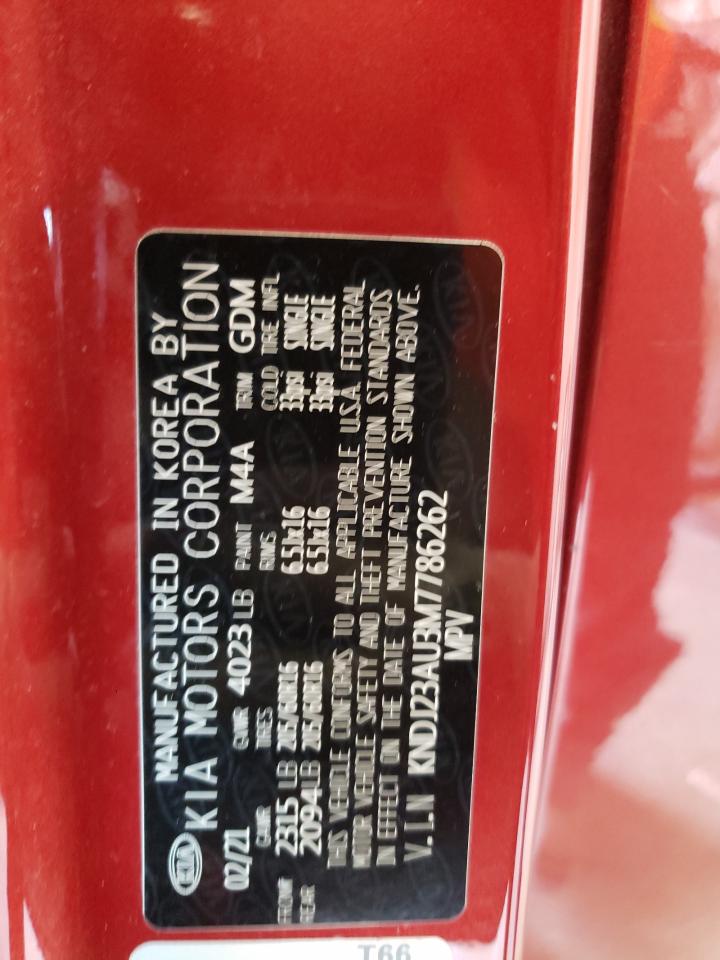 KIA
MANUFACTURED IN KOREA BY
KIA MOTORS CORPORATION
02/21 GVWR 4023 LB PAINT M4A TRIM GDM
GAWR TIRES RIMS COLD TIRE INFL
FRONT 2315 LB 205/60R16 6.5Jx16 33psi SINGLE
REAR 2094 LB 205/60R16 6.5Jx16 33psi SINGLE
THIS VEHICLE CONFORMS TO ALL APPLICABLE U.S.A. FEDERAL
MOTOR VEHICLE SAFETY AND THEFT PREVENTION STANDARDS
IN EFFECT ON THE DATE OF MANUFACTURE SHOWN ABOVE.
V.I.N KNDJ23AU3M7786262
MPV
T66